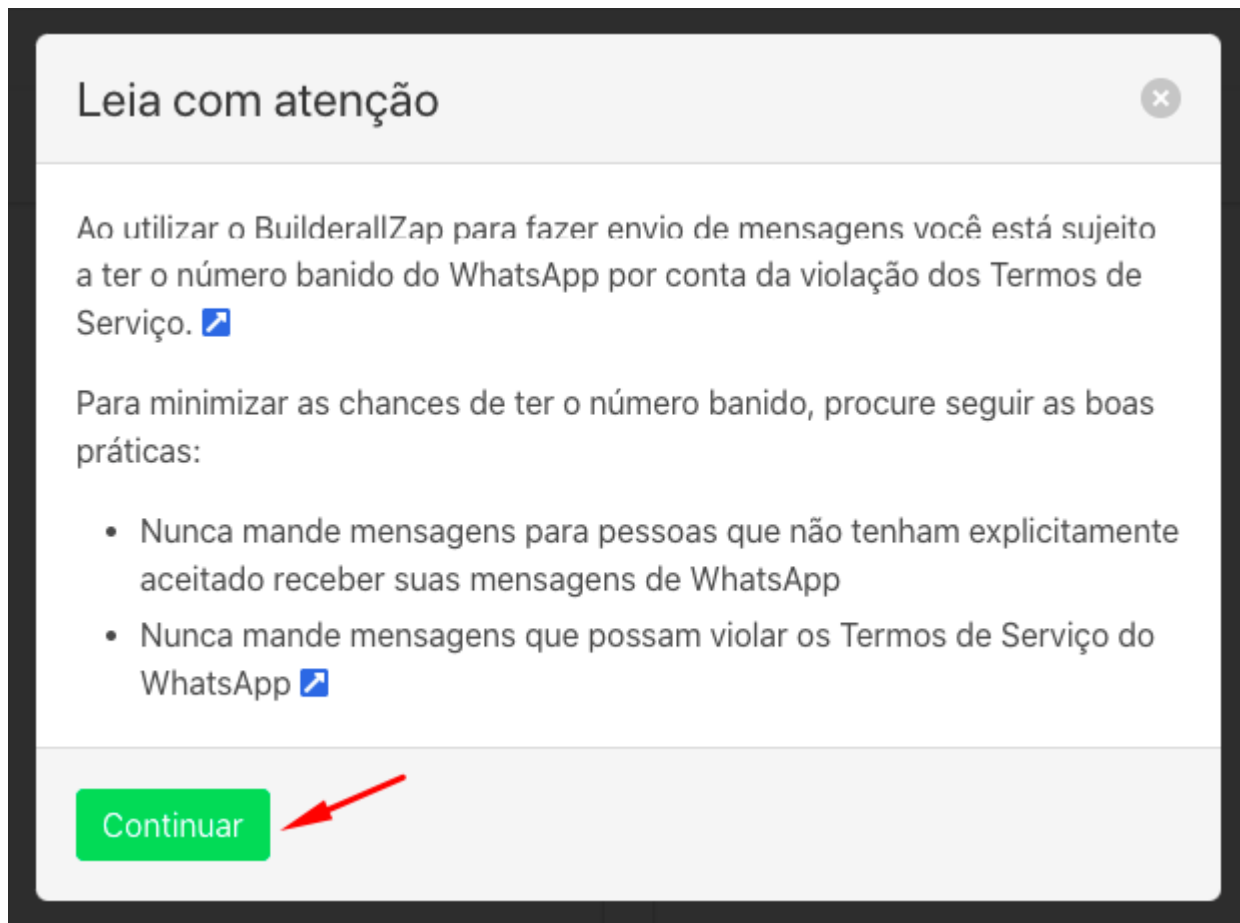 Leia com atenção
Ao utilizar o BuilderallZap para fazer envio de mensagens você está sujeito
a ter o número banido do WhatsApp por conta da violação dos Termos de
Serviço.
Para minimizar as chances de ter o número banido, procure seguir as boas
práticas:
• Nunca mande mensagens para pessoas que não tenham explicitamente
aceitado receber suas mensagens de WhatsApp
• Nunca mande mensagens que possam violar os Termos de Serviço do
WhatsApp
Continuar